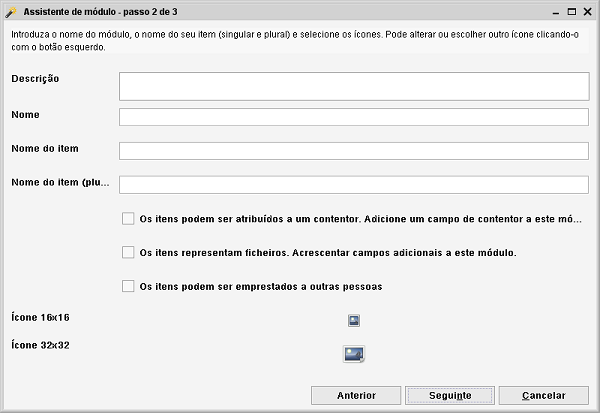 Assistente de módulo - passo 2 de 3
Introduza o nome do módulo, o nome do seu item (singular e plural) e selecione os ícones. Pode alterar ou escolher outro ícone clicando-o
com o botão esquerdo.
Descrição
Nome
Nome do item
Nome do item (plu...
Os itens podem ser atribuídos a um contentor. Adicione um campo de contentor a este mó...
Os itens representam ficheiros. Acrescentar campos adicionais a este módulo.
Os itens podem ser emprestados a outras pessoas
Ícone 16x16
Ícone 32x32
Anterior Seguinte Cancelar